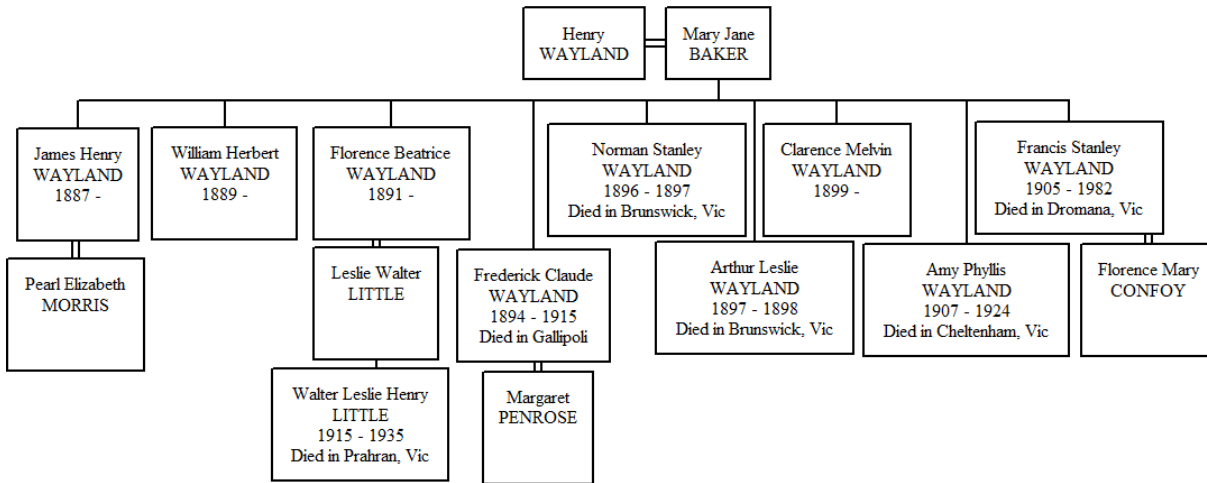 Henry
WAYLAND
Mary Jane
BAKER
James Henry
WAYLAND
1887 -
William Herbert
WAYLAND
1889 -
Florence Beatrice
WAYLAND
1891 -
Norman Stanley
WAYLAND
1896 - 1897
Died in Brunswick, Vic
Clarence Melvin
WAYLAND
1899 -
Francis Stanley
WAYLAND
1905 - 1982
Died in Dromana, Vic
Pearl Elizabeth
MORRIS
Leslie Walter
LITTLE
Frederick Claude
WAYLAND
1894 - 1915
Died in Gallipoli
Arthur Leslie
WAYLAND
1897 - 1898
Died in Brunswick, Vic
Amy Phyllis
WAYLAND
1907 - 1924
Died in Cheltenham, Vic
Florence Mary
CONFOY
Walter Leslie Henry
LITTLE
1915 - 1935
Died in Prahran, Vic
Margaret
PENROSE